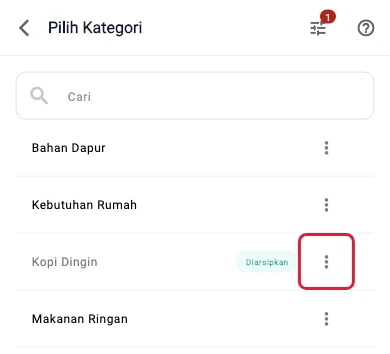 Pilih Kategori
1
Cari
Bahan Dapur
Kebutuhan Rumah
Kopi Dingin
Diarsipkan
Makanan Ringan